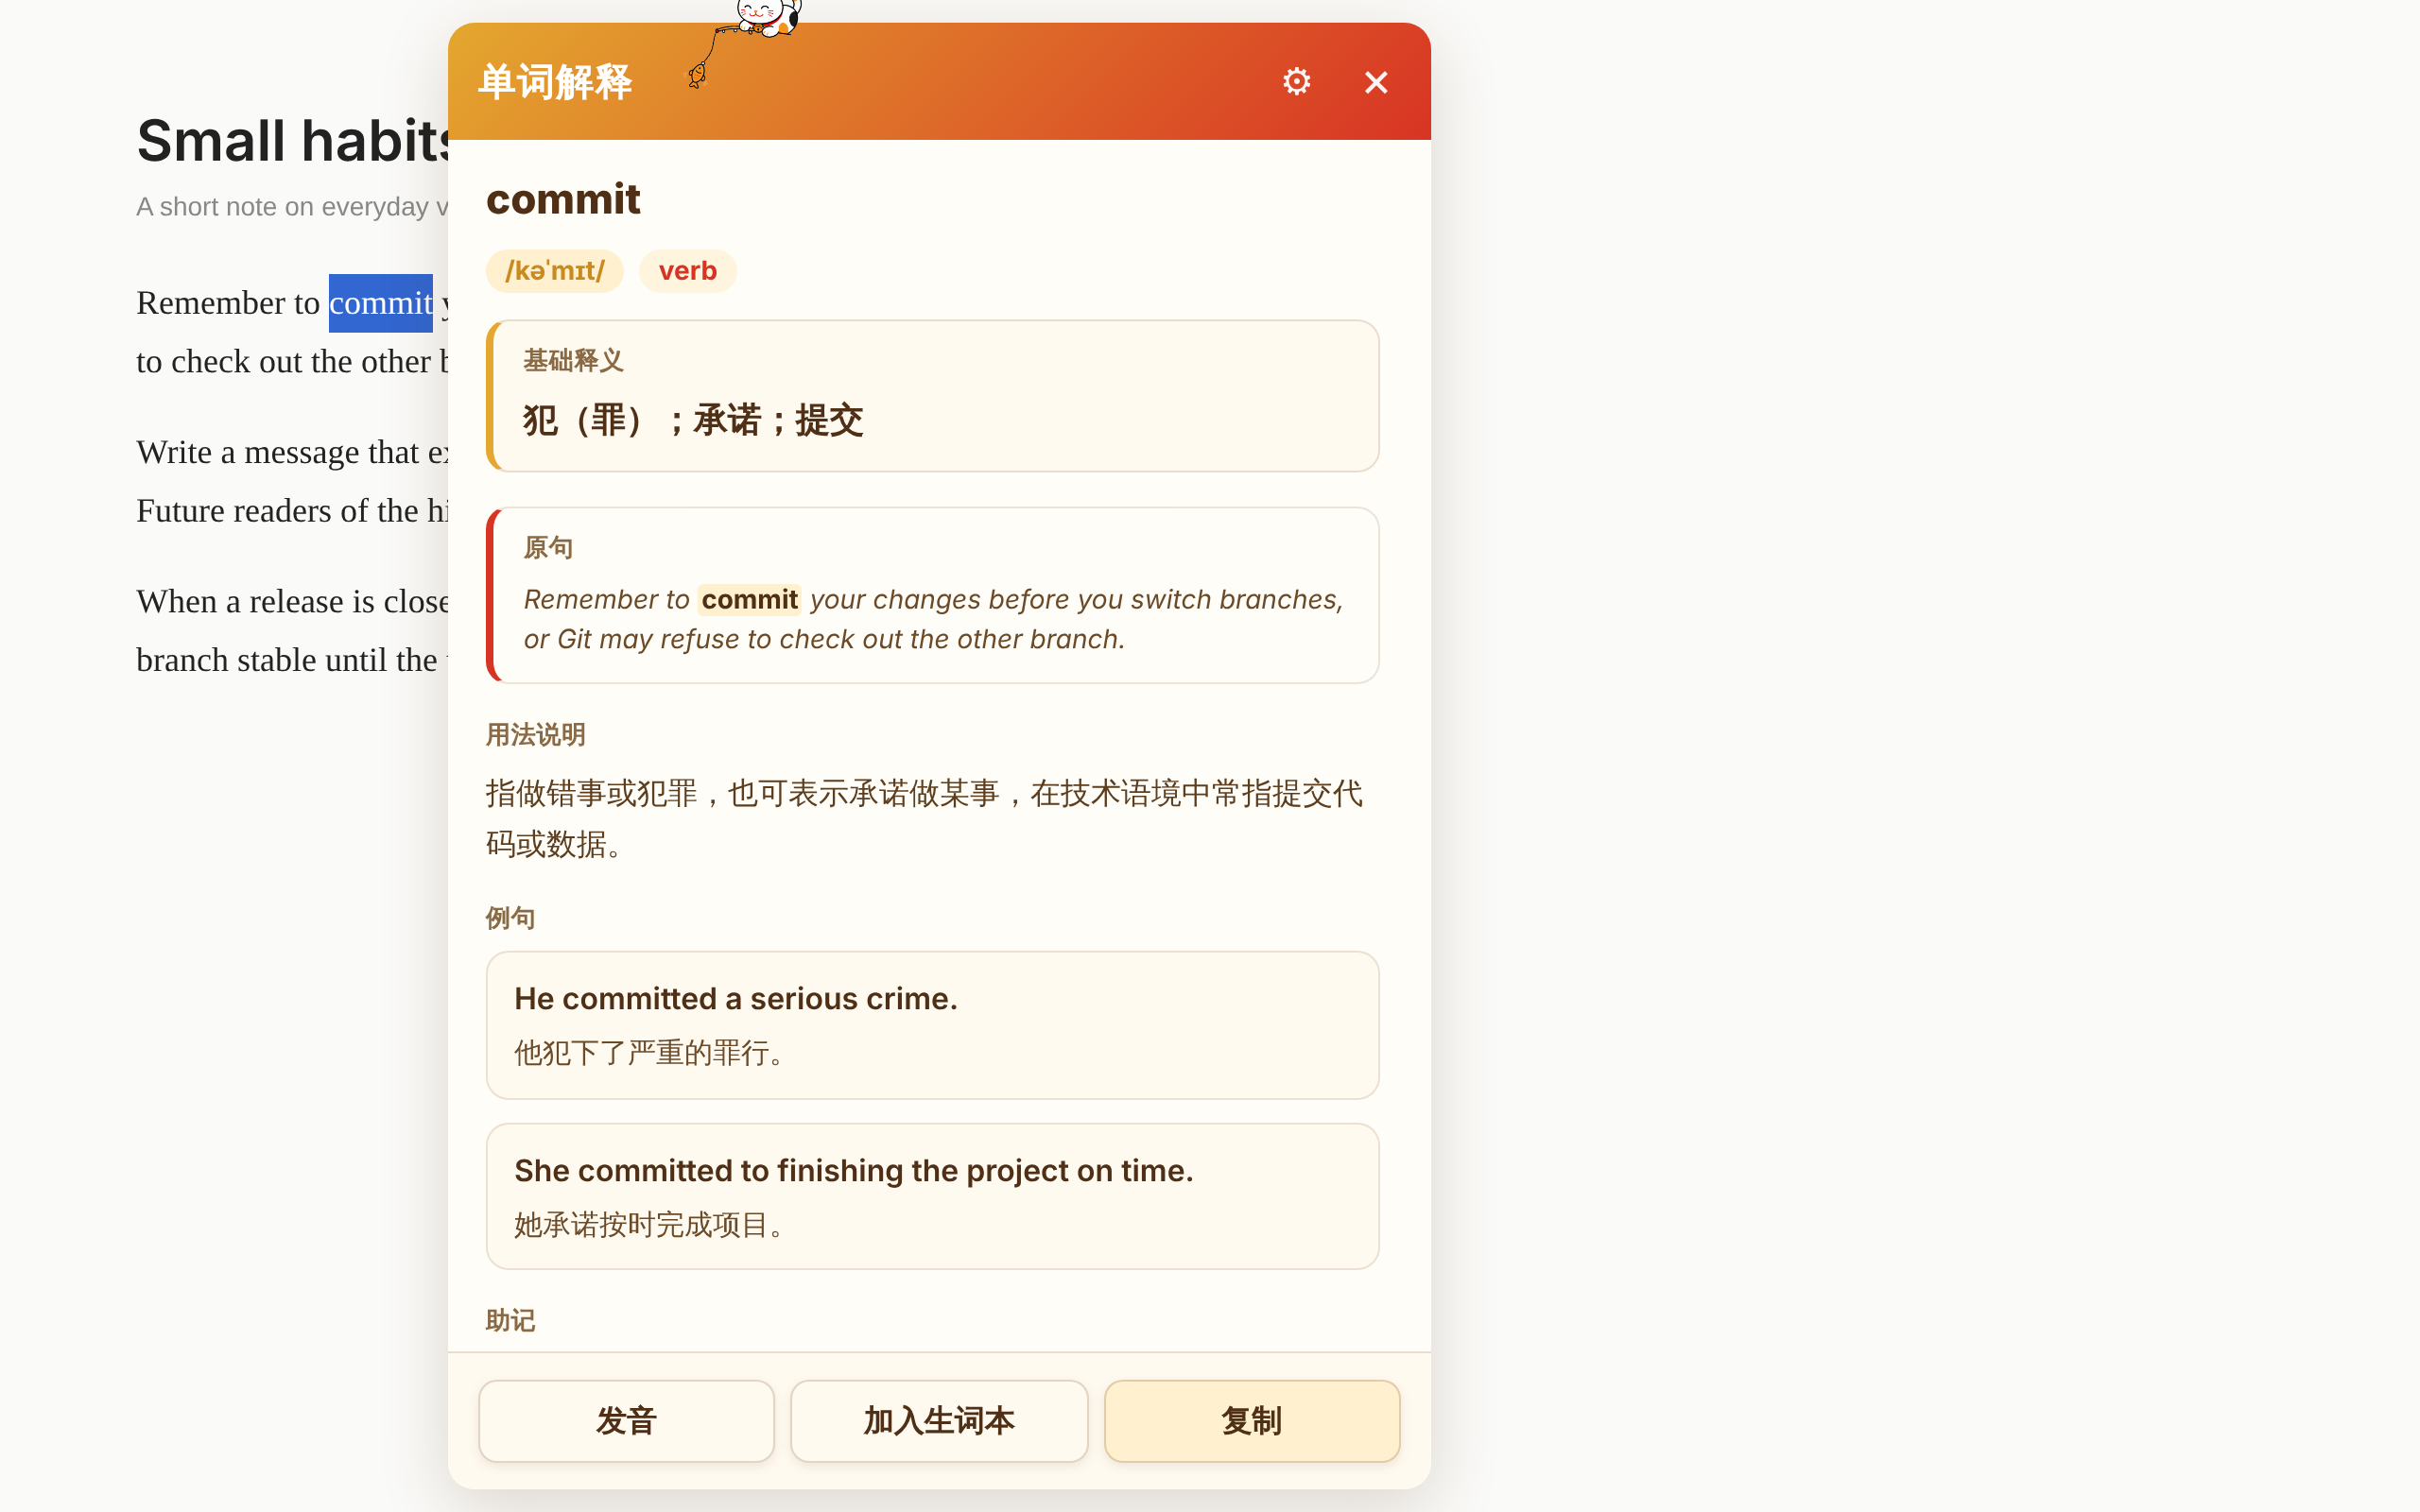 Small habits
A short note on everyday
Remember to commit
to check out the other
Write a message that
Future readers of the
When a release is close
branch stable until the
单词解释
commit
/kəˈmɪt/ verb
基础释义
犯（罪）；承诺；提交
原句
Remember to commit your changes before you switch branches,
or Git may refuse to check out the other branch.
用法说明
指做错事或犯罪，也可表示承诺做某事，在技术语境中常指提交代
码或数据。
例句
He committed a serious crime.
他犯下了严重的罪行。
She committed to finishing the project on time.
她承诺按时完成项目。
助记
发音 加入生词本 复制